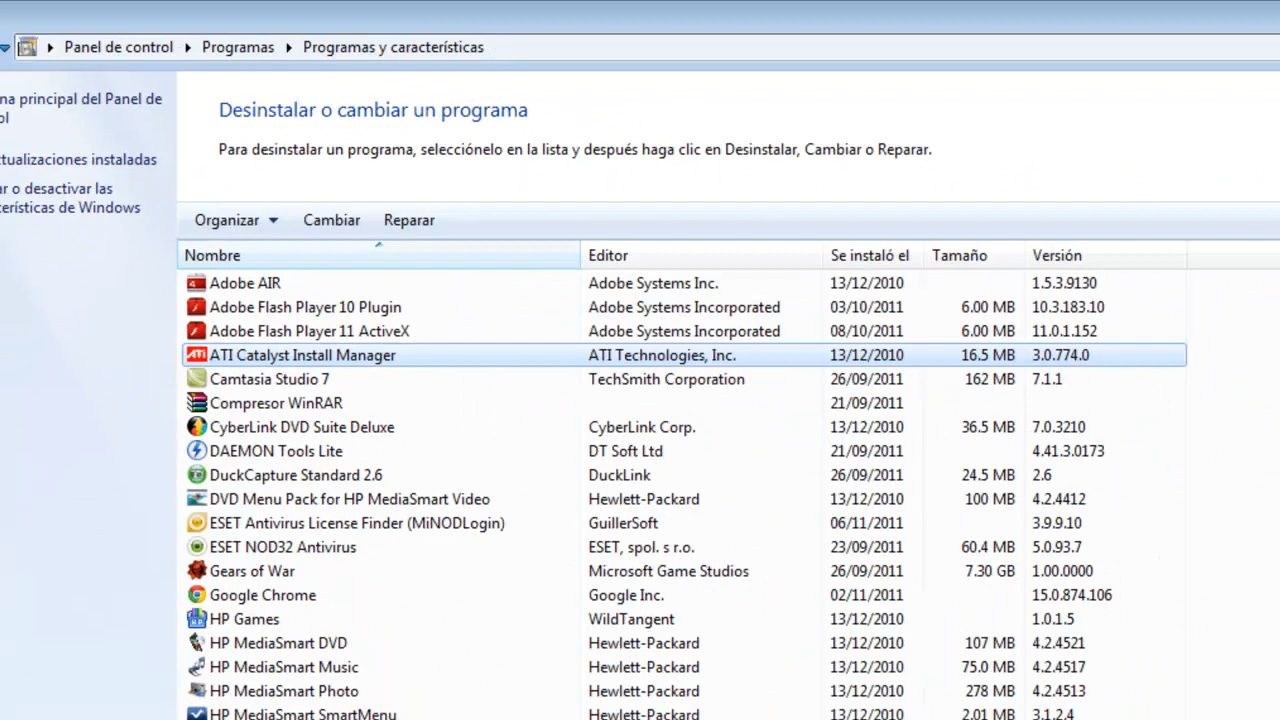 Panel de control Programas Programas y características
na principal del Panel de
ol
ctualizaciones instaladas
ar o desactivar las
terísticas de Windows
Desinstalar o cambiar un programa
Para desinstalar un programa, selecciónelo en la lista y después haga clic en Desinstalar, Cambiar o Reparar.
Organizar Cambiar Reparar
Nombre Editor Se instaló el Tamaño Versión
Adobe AIR Adobe Systems Inc. 13/12/2010 1.5.3.9130
Adobe Flash Player 10 Plugin Adobe Systems Incorporated 03/10/2011 6.00 MB 10.3.183.10
Adobe Flash Player 11 ActiveX Adobe Systems Incorporated 08/10/2011 6.00 MB 11.0.1.152
ATI Catalyst Install Manager ATI Technologies, Inc. 13/12/2010 16.5 MB 3.0.774.0
Camtasia Studio 7 TechSmith Corporation 26/09/2011 162 MB 7.1.1
Compresor WinRAR 21/09/2011
CyberLink DVD Suite Deluxe CyberLink Corp. 13/12/2010 36.5 MB 7.0.3210
DAEMON Tools Lite DT Soft Ltd 21/09/2011 4.41.3.0173
DuckCapture Standard 2.6 DuckLink 26/09/2011 24.5 MB 2.6
DVD Menu Pack for HP MediaSmart Video Hewlett-Packard 13/12/2010 100 MB 4.2.4412
ESET Antivirus License Finder (MiNODLogin) GuillerSoft 06/11/2011 3.9.9.10
ESET NOD32 Antivirus ESET, spol. s r.o. 23/09/2011 60.4 MB 5.0.93.7
Gears of War Microsoft Game Studios 26/09/2011 7.30 GB 1.00.0000
Google Chrome Google Inc. 02/11/2011 15.0.874.106
HP Games WildTangent 13/12/2010 1.0.1.5
HP MediaSmart DVD Hewlett-Packard 13/12/2010 107 MB 4.2.4521
HP MediaSmart Music Hewlett-Packard 13/12/2010 75.0 MB 4.2.4517
HP MediaSmart Photo Hewlett-Packard 13/12/2010 278 MB 4.2.4513
HP MediaSmart SmartMenu Hewlett-Packard 13/12/2010 2.01 MB 3.1.2.4